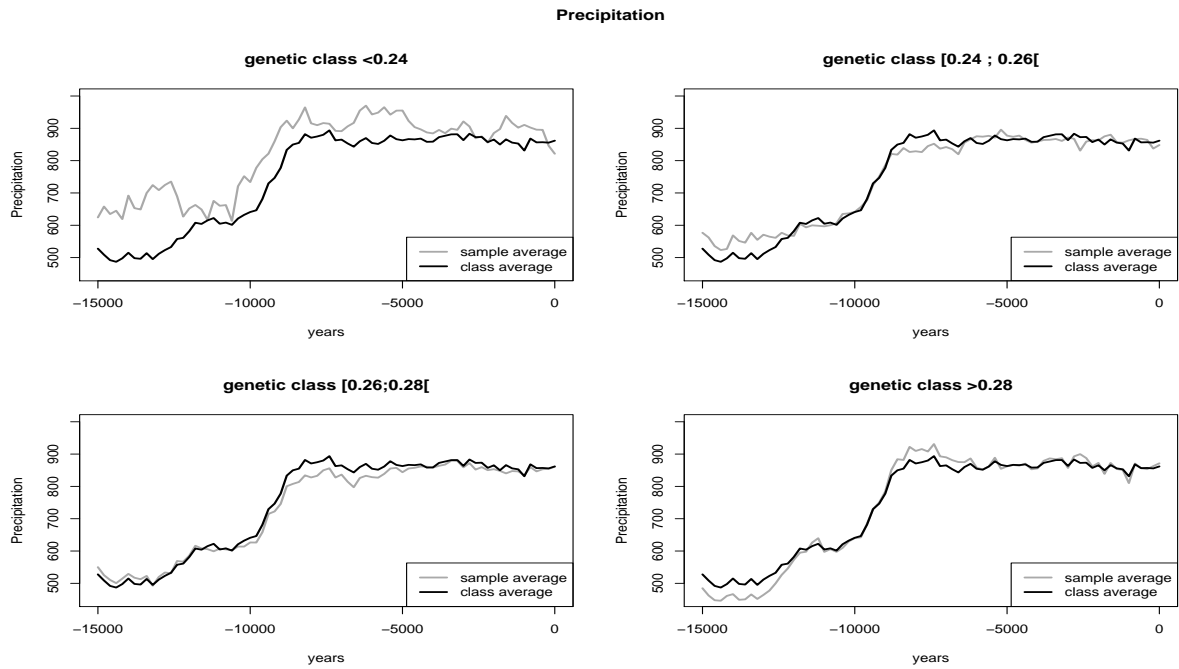 Precipitation
genetic class <0.24
Precipitation
900
800
700
600
500
sample average
class average
−15000 −10000 −5000 0
years
genetic class [0.24 ; 0.26[
Precipitation
900
800
700
600
500
sample average
class average
−15000 −10000 −5000 0
years
genetic class [0.26;0.28[
Precipitation
900
800
700
600
500
sample average
class average
−15000 −10000 −5000 0
years
genetic class >0.28
Precipitation
900
800
700
600
500
sample average
class average
−15000 −10000 −5000 0
years